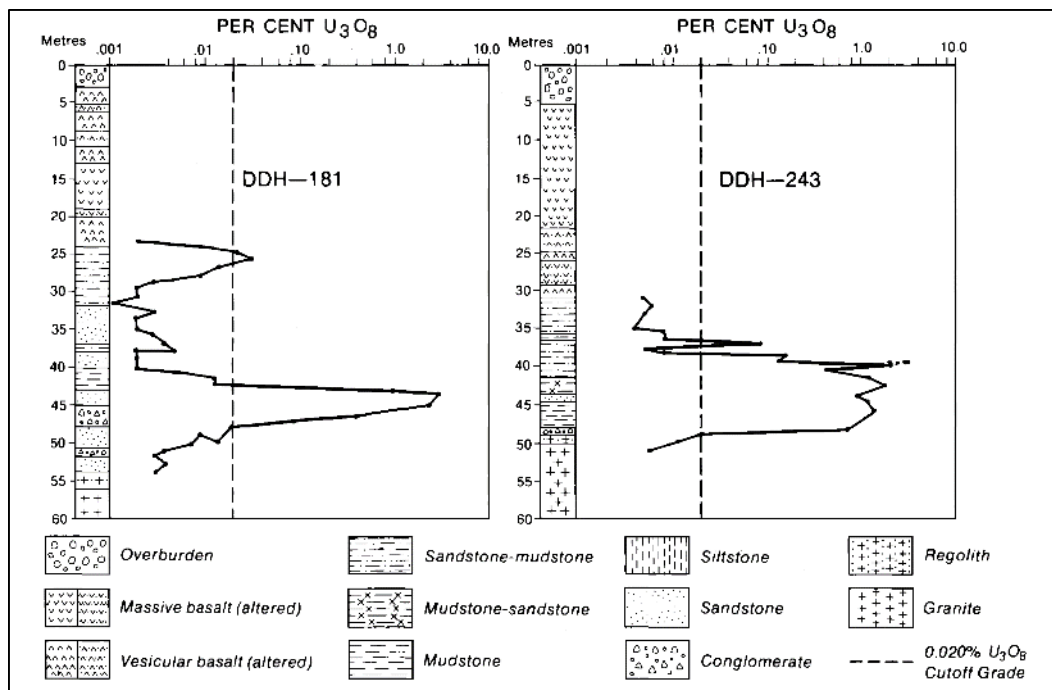 PER CENT U3O8
Metres .001 .01 .10 1.0 10.0
0
5
10
15
20
25
30
35
40
45
50
55
60
DDH—181
PER CENT U3O8
Metres .001 .01 .10 1.0 10.0
0
5
10
15
20
25
30
35
40
45
50
55
60
DDH—243
Overburden
Massive basalt (altered)
Vesicular basalt (altered)
Sandstone-mudstone
Mudstone-sandstone
Mudstone
Siltstone
Sandstone
Conglomerate
Regolith
Granite
0.020% U3O8
Cutoff Grade